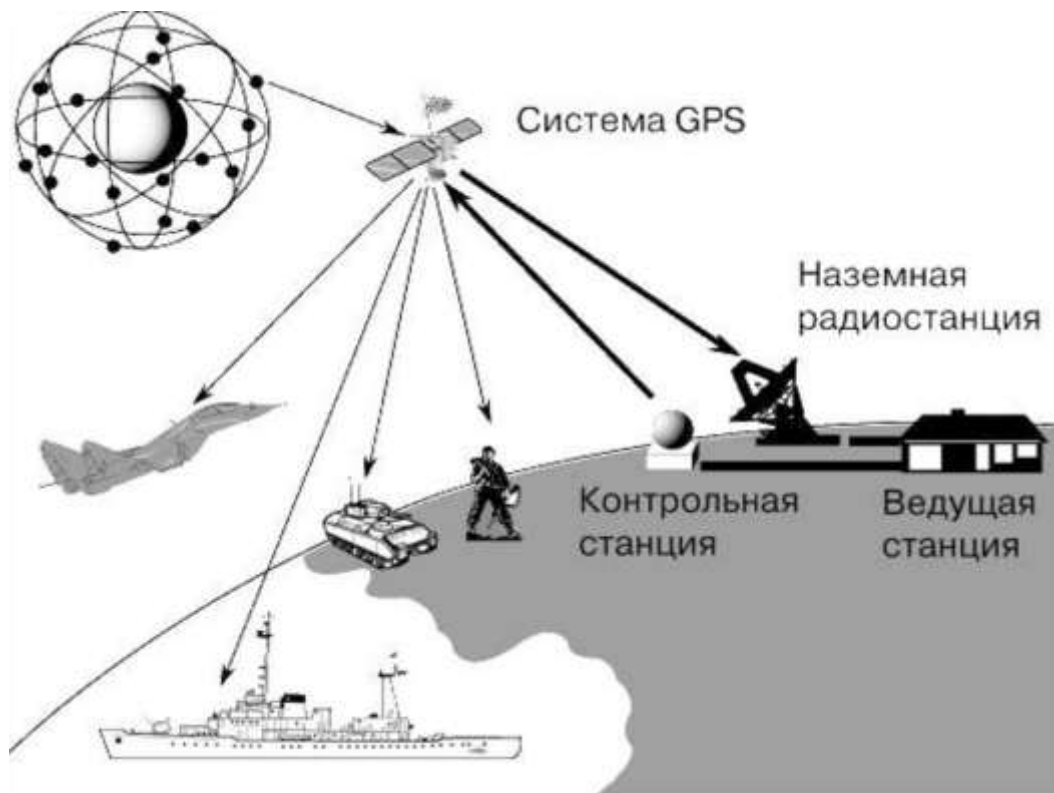 Система GPS
Наземная
радиостанция
Контрольная
станция
Ведущая
станция